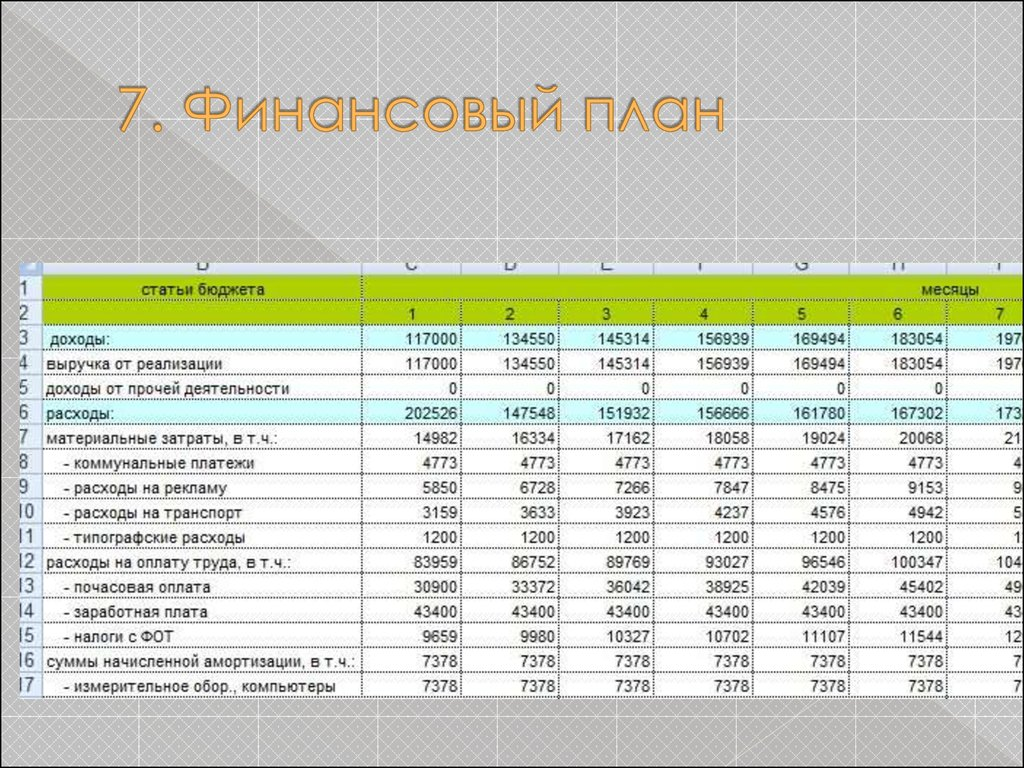 7. Финансовый план
1 статьи бюджета месяцы
2 1 2 3 4 5 6 7
3 доходы: 117000 134550 145314 156939 169494 183054
4 выручка от реализации 117000 134550 145314 156939 169494 183054
5 доходы от прочей деятельности 0 0 0 0 0 0
6 расходы: 202526 147548 151932 156666 161780 167302
7 материальные затраты, в т.ч.: 14982 16334 17162 18058 19024 20068
8 - коммунальные платежи 4773 4773 4773 4773 4773 4773
9 - расходы на рекламу 5850 6728 7266 7847 8475 9153
10 - расходы на транспорт 3159 3633 3923 4237 4576 4942
11 - типографские расходы 1200 1200 1200 1200 1200 1200
12 расходы на оплату труда, в т.ч.: 83959 86752 89769 93027 96546 100347
13 - почасовая оплата 30900 33372 36042 38925 42039 45402
14 - заработная плата 43400 43400 43400 43400 43400 43400
15 - налоги с ФОТ 9659 9980 10327 10702 11107 11544
16 суммы начисленной амортизации, в т.ч.: 7378 7378 7378 7378 7378 7378
17 - измерительное обор., компьютеры 7378 7378 7378 7378 7378 7378